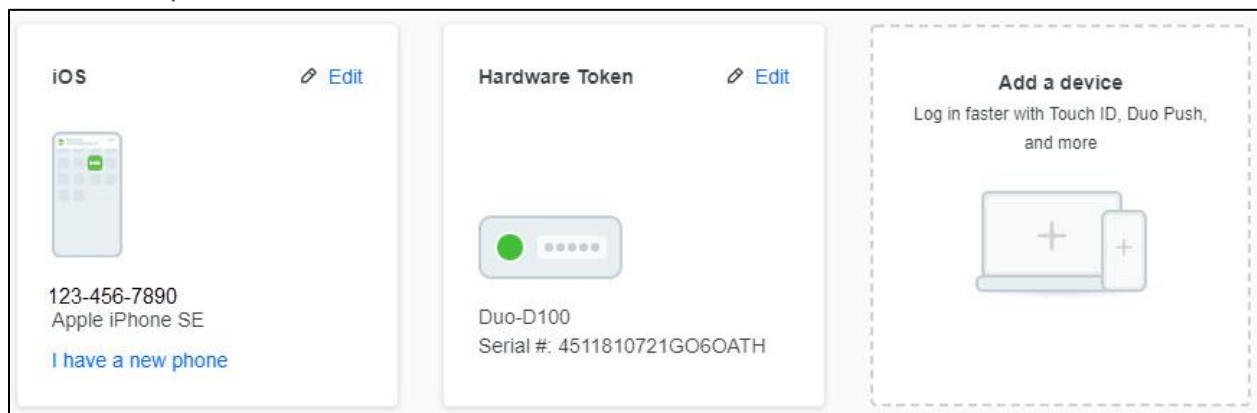 iOS
Edit
123-456-7890
Apple iPhone SE
I have a new phone
Hardware Token
Edit
Duo-D100
Serial #: 4511810721GO6OATH
Add a device
Log in faster with Touch ID, Duo Push,
and more